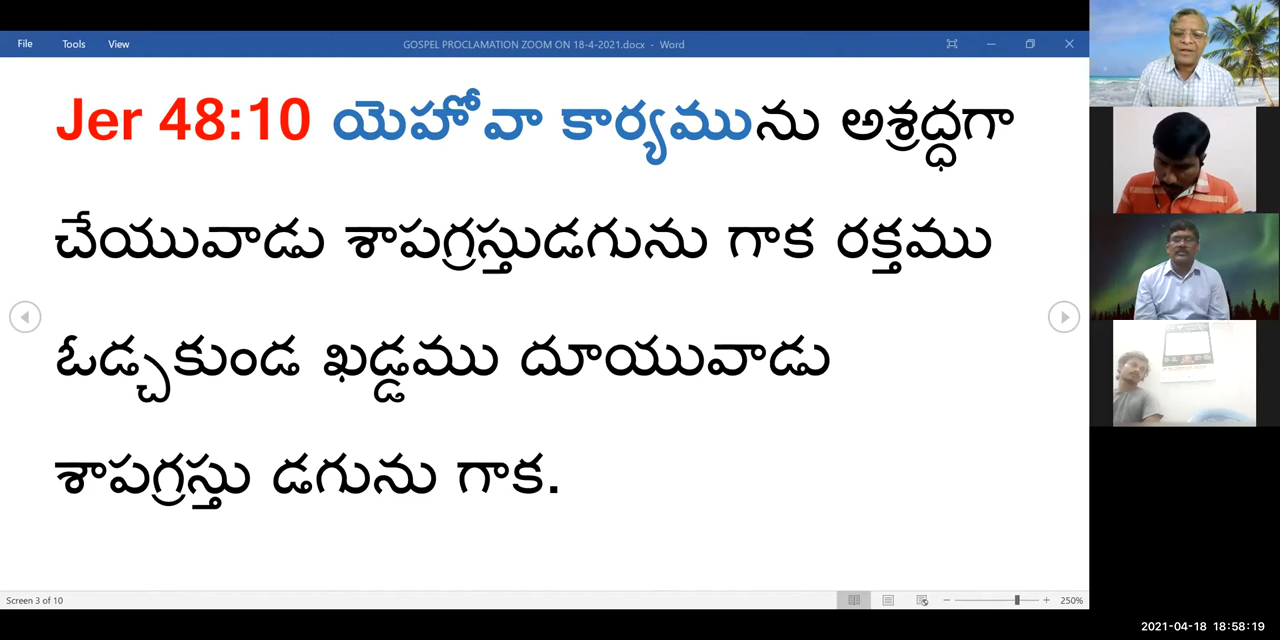 File Tools View GOSPEL PROCLAMATION ZOOM ON 18-4-2021.docx - Word
Jer 48:10 యెహోవా కార్యమును అశ్రద్ధగా
చేయువాడు శాపగ్రస్తుడగును గాక రక్తము
ఓడ్చకుండ ఖడ్డము దూయువాడు
శాపగ్రస్తు డగును గాక.
Screen 3 of 10 250%
2021-04-18 18:58:19